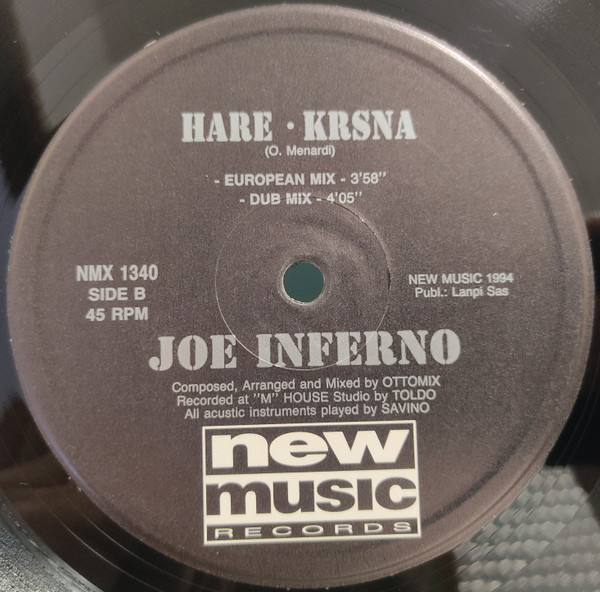 HARE · KRSNA
(O. Menardi)
- EUROPEAN MIX - 3'58"
- DUB MIX - 4'05"
NMX 1340
SIDE B
45 RPM
NEW MUSIC 1994
Publ.: Lanpi Sas
JOE INFERNO
Composed, Arranged and Mixed by OTTOMIX
Recorded at "M" HOUSE Studio by TOLDO
All acustic instruments played by SAVINO
new
music
RECORDS